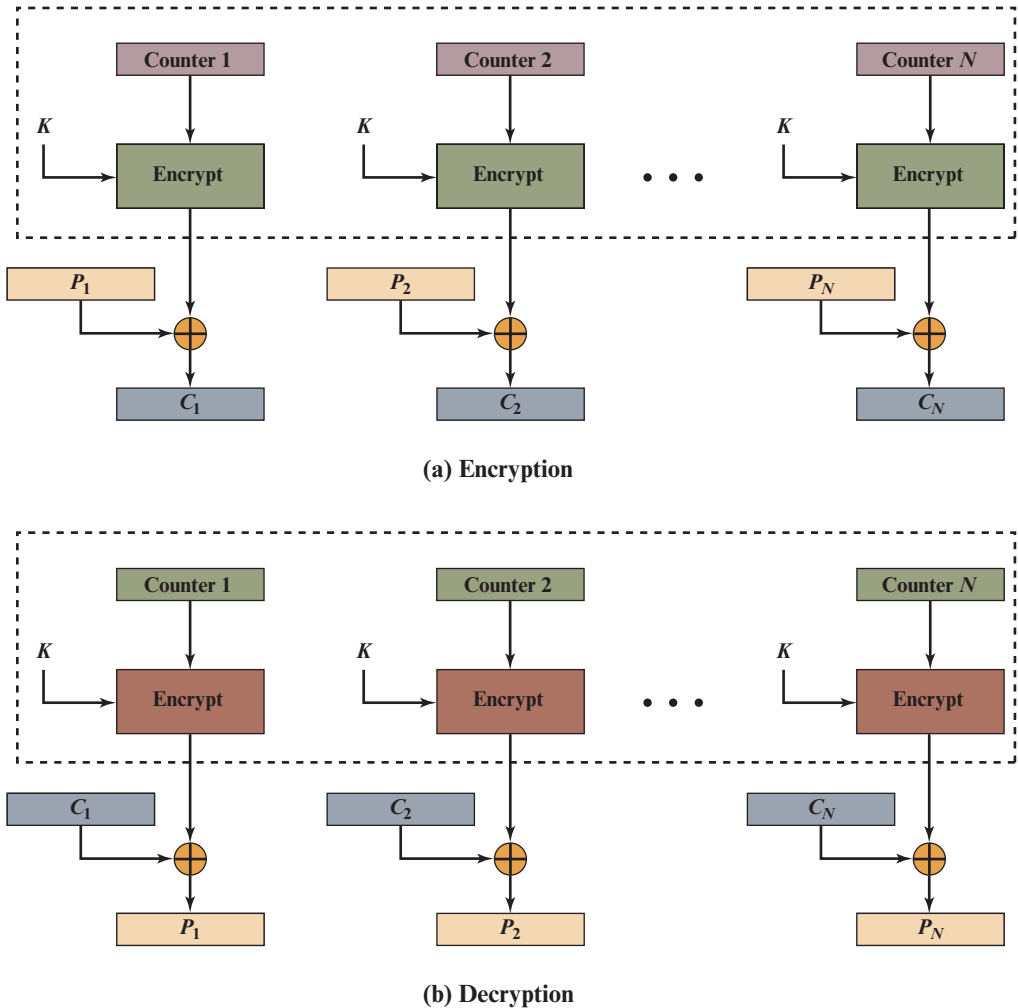 Counter 1 Counter 2 Counter N
K K K
Encrypt Encrypt • • • Encrypt
P1 P2 PN
C1 C2 CN
(a) Encryption
Counter 1 Counter 2 Counter N
K K K
Encrypt Encrypt • • • Encrypt
C1 C2 CN
P1 P2 PN
(b) Decryption